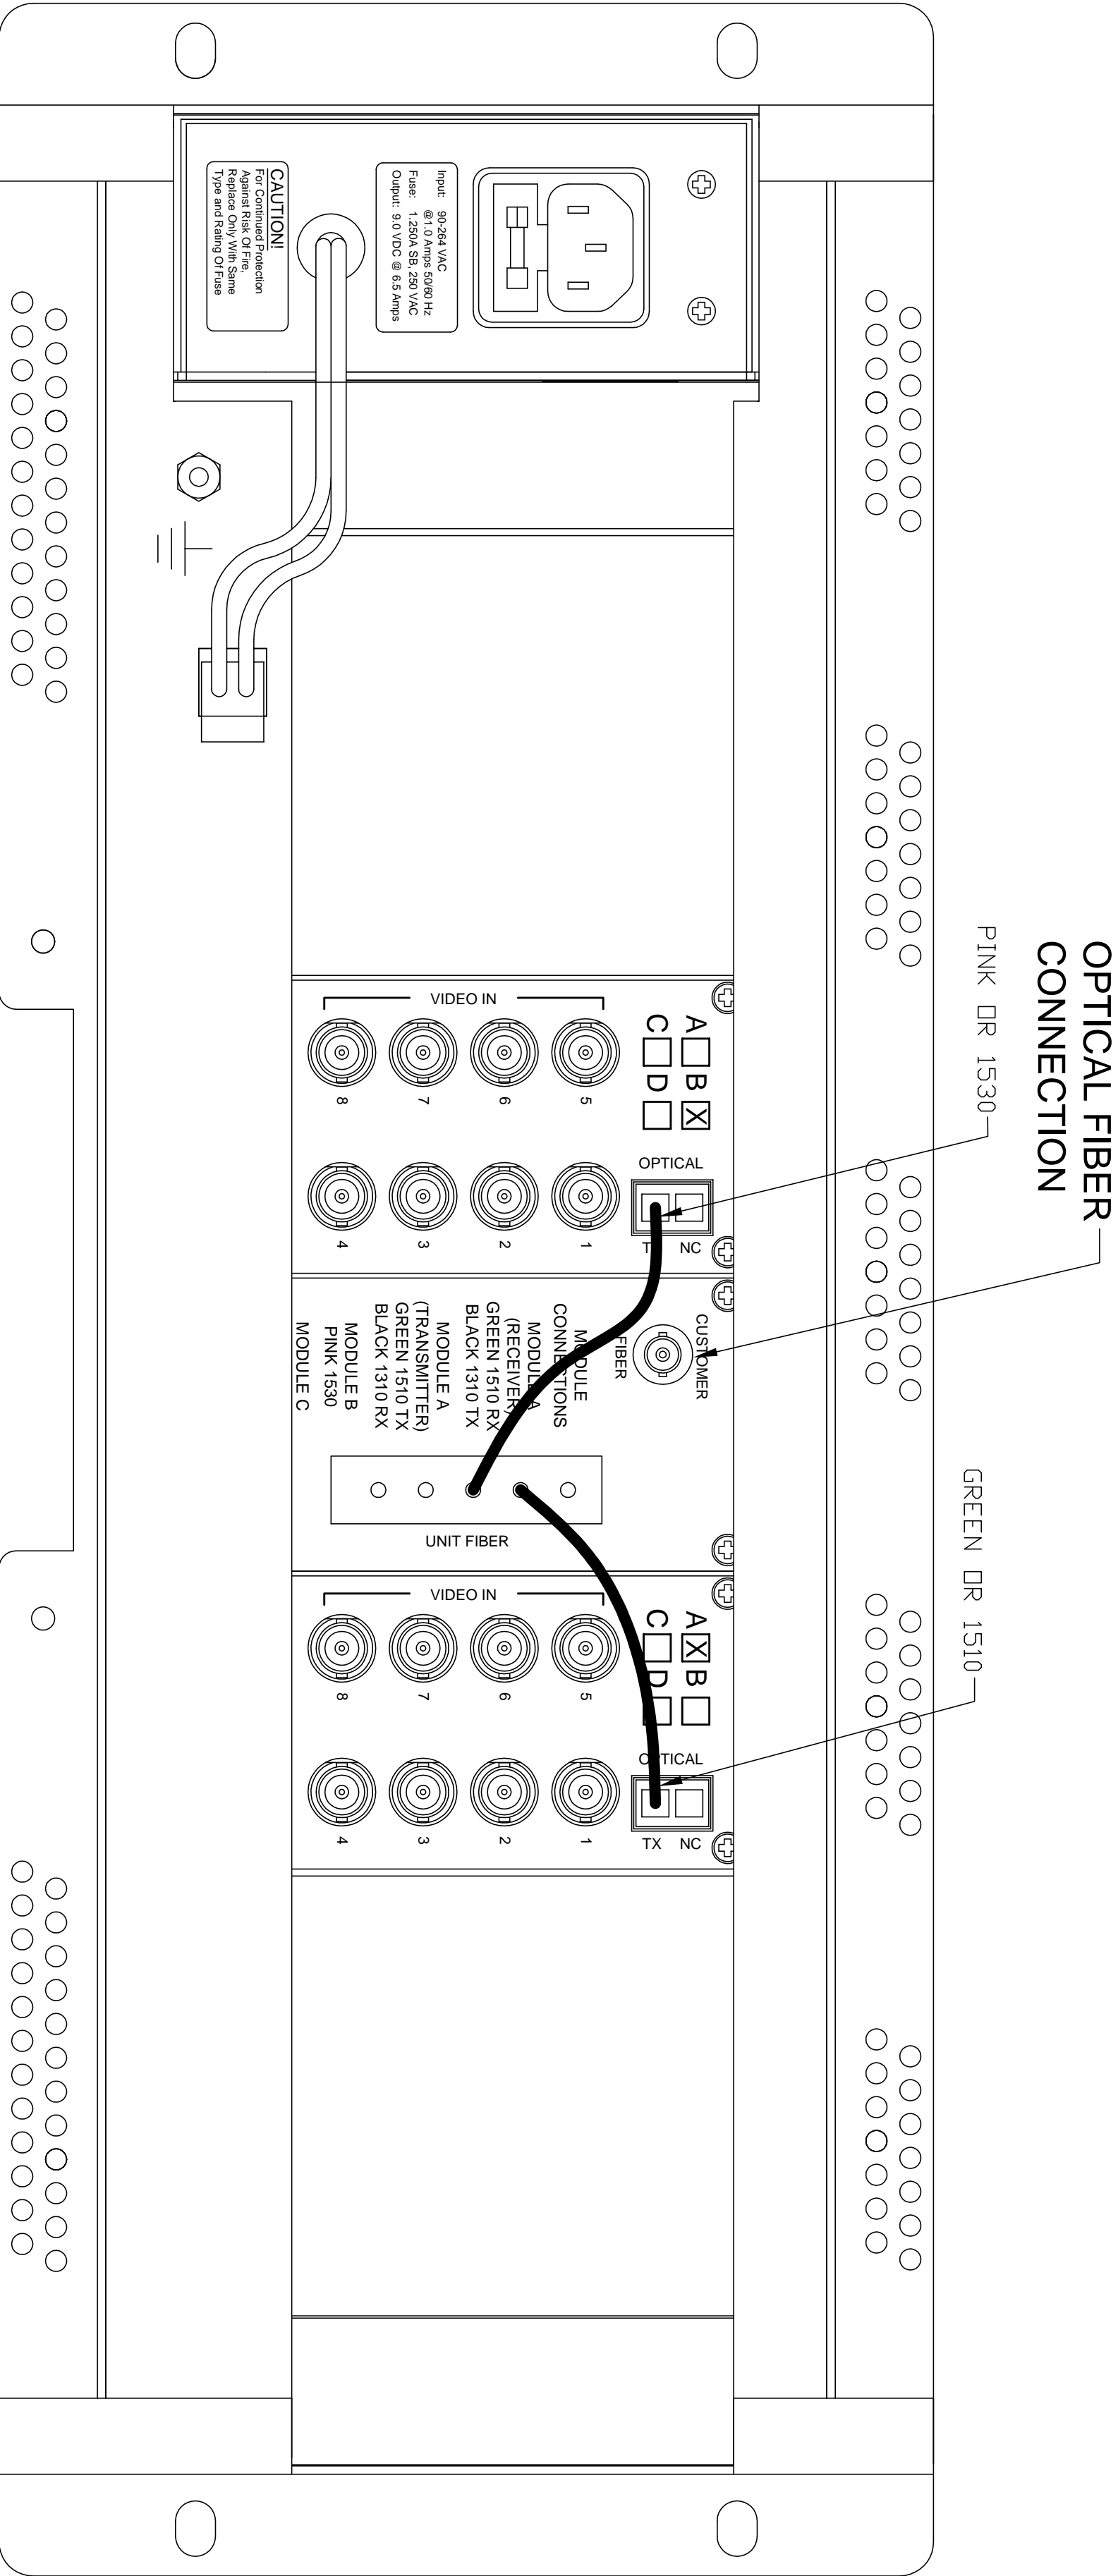 OPTICAL FIBER
CONNECTION
PINK OR 1530
GREEN OR 1510
Input: 90-264 VAC
@1.0 Amps 50/60 Hz
Fuse: 1.250A SB, 250 VAC
Output: 9.0 VDC @ 6.5 Amps
CAUTION!
For Continued Protection
Against Risk Of Fire,
Replace Only With Same
Type and Rating Of Fuse
A B X
C D
OPTICAL
TX NC
VIDEO IN
5
6
7
8
1
2
3
4
CUSTOMER
FIBER
MODULE
CONNECTIONS
MODULE A
(RECEIVER)
GREEN 1510 RX
BLACK 1310 TX
MODULE A
(TRANSMITTER)
GREEN 1510 TX
BLACK 1310 RX
MODULE B
PINK 1530
MODULE C
UNIT FIBER
A X B
C D
OPTICAL
TX NC
VIDEO IN
5
6
7
8
1
2
3
4